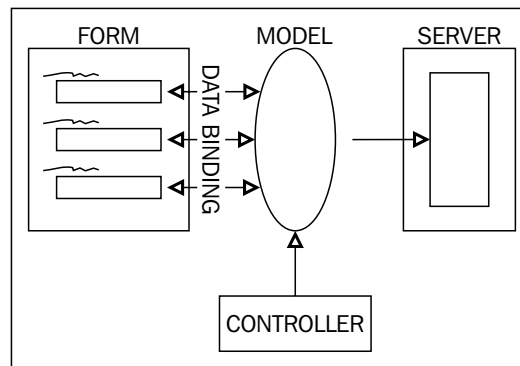 FORM
MODEL
SERVER
DATA BINDING
CONTROLLER